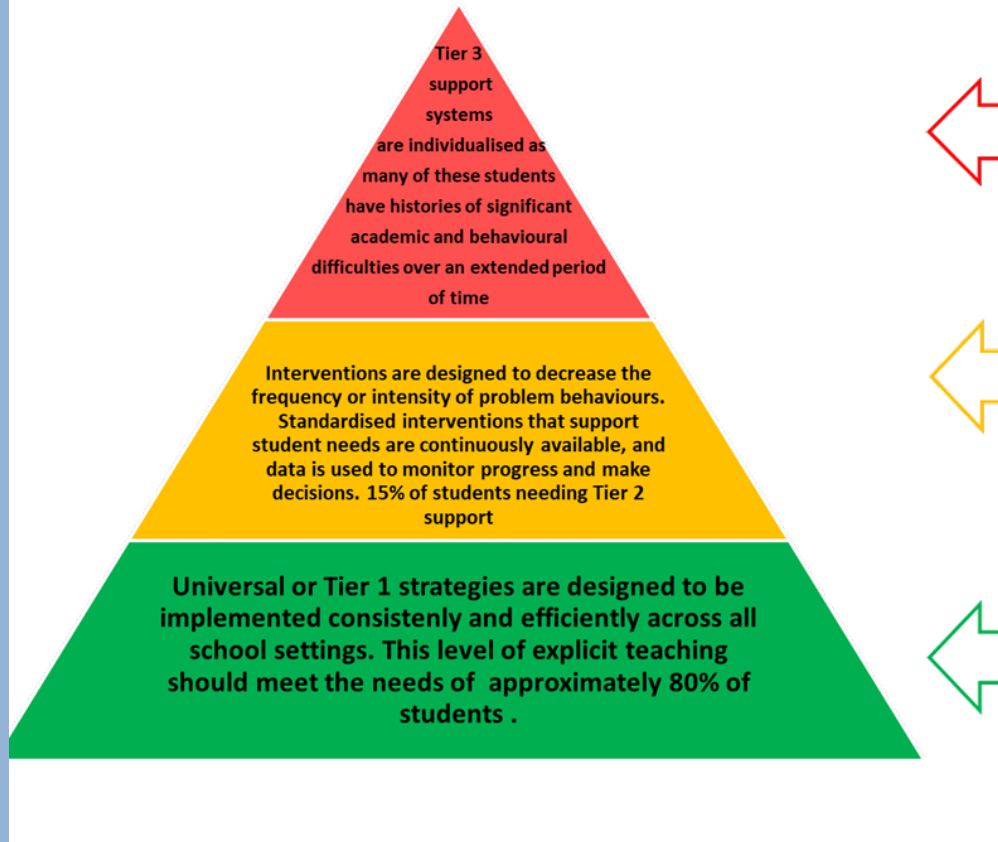 Tier 3
support
systems
are individualised as
many of these students
have histories of significant
academic and behavioural
difficulties over an extended period
of time
Interventions are designed to decrease the
frequency or intensity of problem behaviours.
Standardised interventions that support
student needs are continuously available, and
data is used to monitor progress and make
decisions. 15% of students needing Tier 2
support
Universal or Tier 1 strategies are designed to be
implemented consistenly and efficiently across all
school settings. This level of explicit teaching
should meet the needs of approximately 80% of
students .